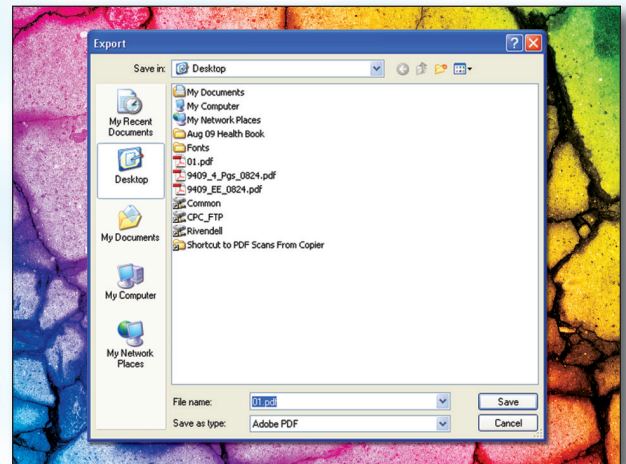 Export
Save in: Desktop
My Recent Documents
Desktop
My Documents
My Computer
My Network Places
My Documents
My Computer
My Network Places
Aug 09 Health Book
Fonts
01.pdf
9409_4_Pgs_0824.pdf
9409_EE_0824.pdf
Common
CPC_FTP
Rivendell
Shortcut to PDF Scans From Copier
File name: 01.pdf Save
Save as type: Adobe PDF Cancel